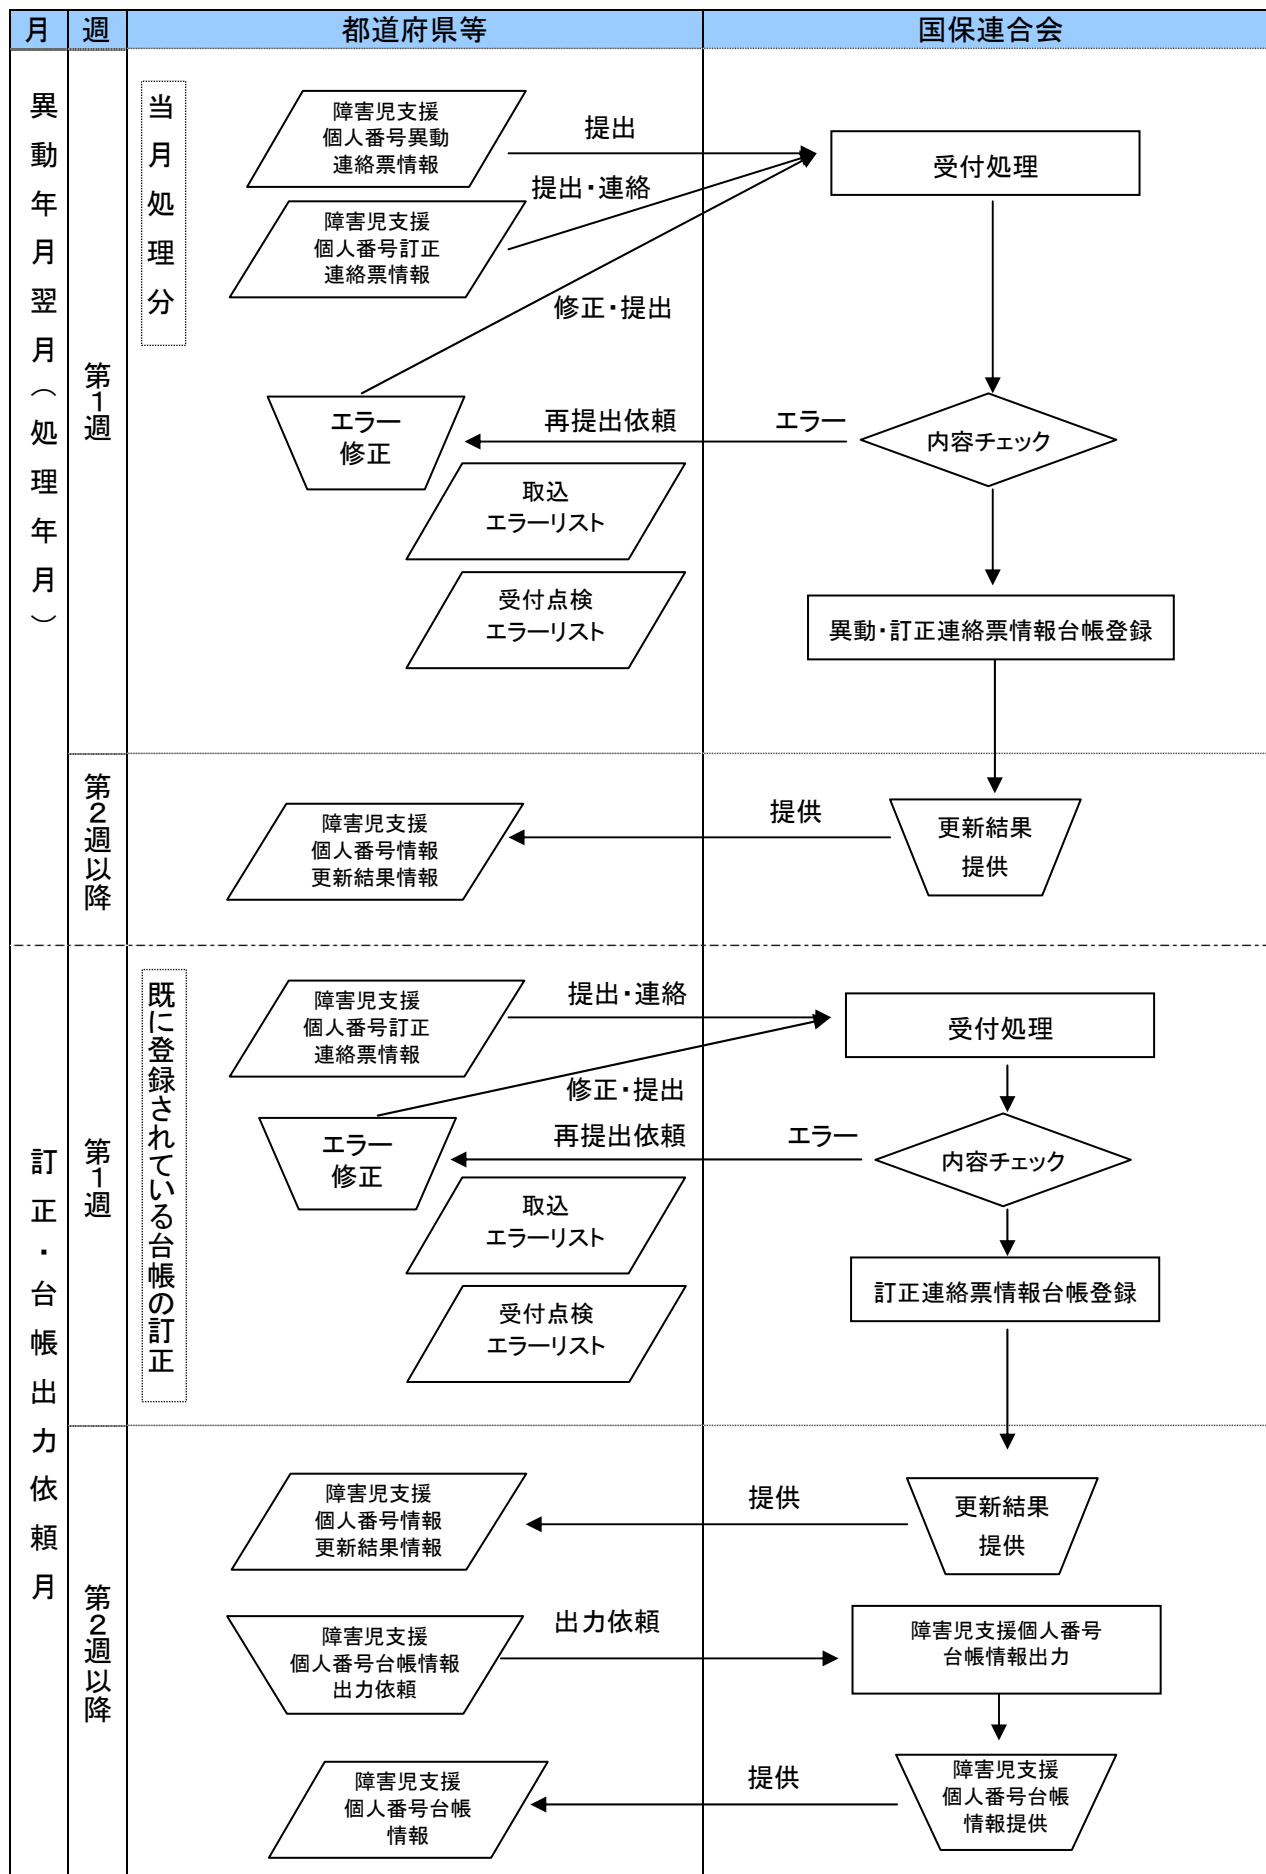 月
週
都道府県等
国保連合会
異動年月翌月（処理年月）
第1週
当月処理分
障害児支援
個人番号異動
連絡票情報
提出
受付処理
提出・連絡
障害児支援
個人番号訂正
連絡票情報
修正・提出
エラー
修正
再提出依頼
エラー
内容チェック
取込
エラーリスト
受付点検
エラーリスト
異動・訂正連絡票情報台帳登録
第2週以降
障害児支援
個人番号情報
更新結果情報
提供
更新結果
提供
訂正・台帳出力依頼月
第1週
既に登録されている台帳の訂正
障害児支援
個人番号訂正
連絡票情報
提出・連絡
受付処理
修正・提出
エラー
修正
再提出依頼
エラー
内容チェック
取込
エラーリスト
受付点検
エラーリスト
訂正連絡票情報台帳登録
第2週以降
障害児支援
個人番号情報
更新結果情報
提供
更新結果
提供
障害児支援
個人番号台帳情報
出力依頼
出力依頼
障害児支援個人番号
台帳情報出力
障害児支援
個人番号台帳
情報
提供
障害児支援
個人番号台帳
情報提供